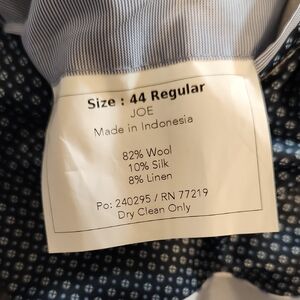 Size : 44 Regular
JOE
Made in Indonesia
82% Wool
10% Silk
8% Linen
Po: 240295 / RN 77219
Dry Clean Only